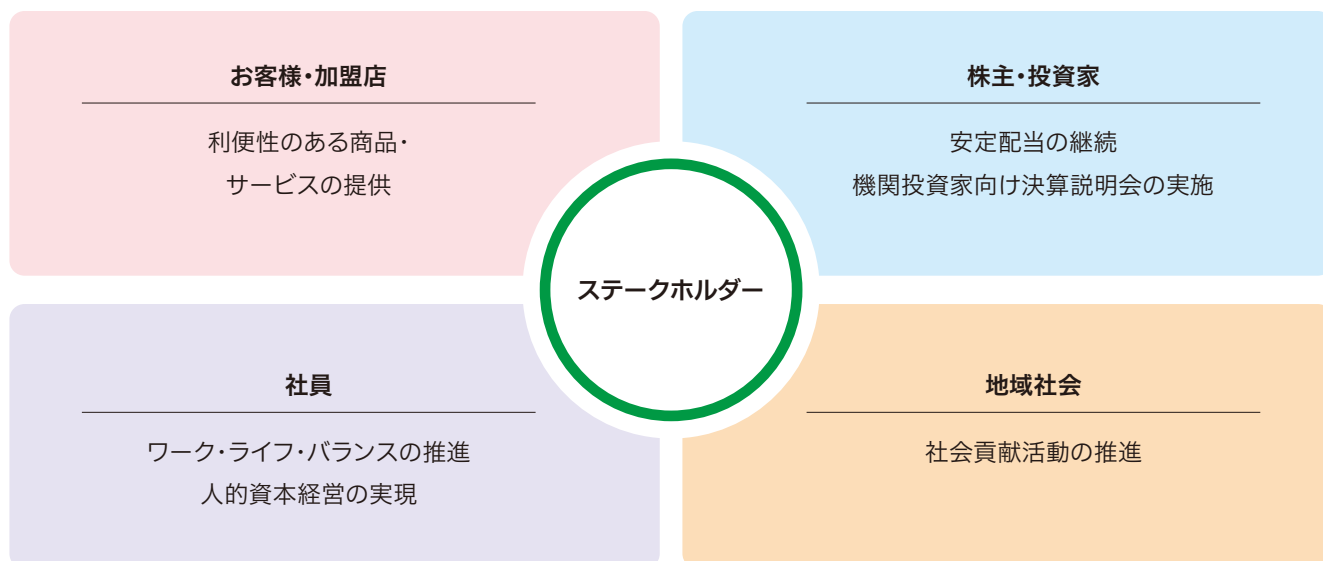 お客様・加盟店
利便性のある商品・
サービスの提供
株主・投資家
安定配当の継続
機関投資家向け決算説明会の実施
ステークホルダー
社員
ワーク・ライフ・バランスの推進
人的資本経営の実現
地域社会
社会貢献活動の推進